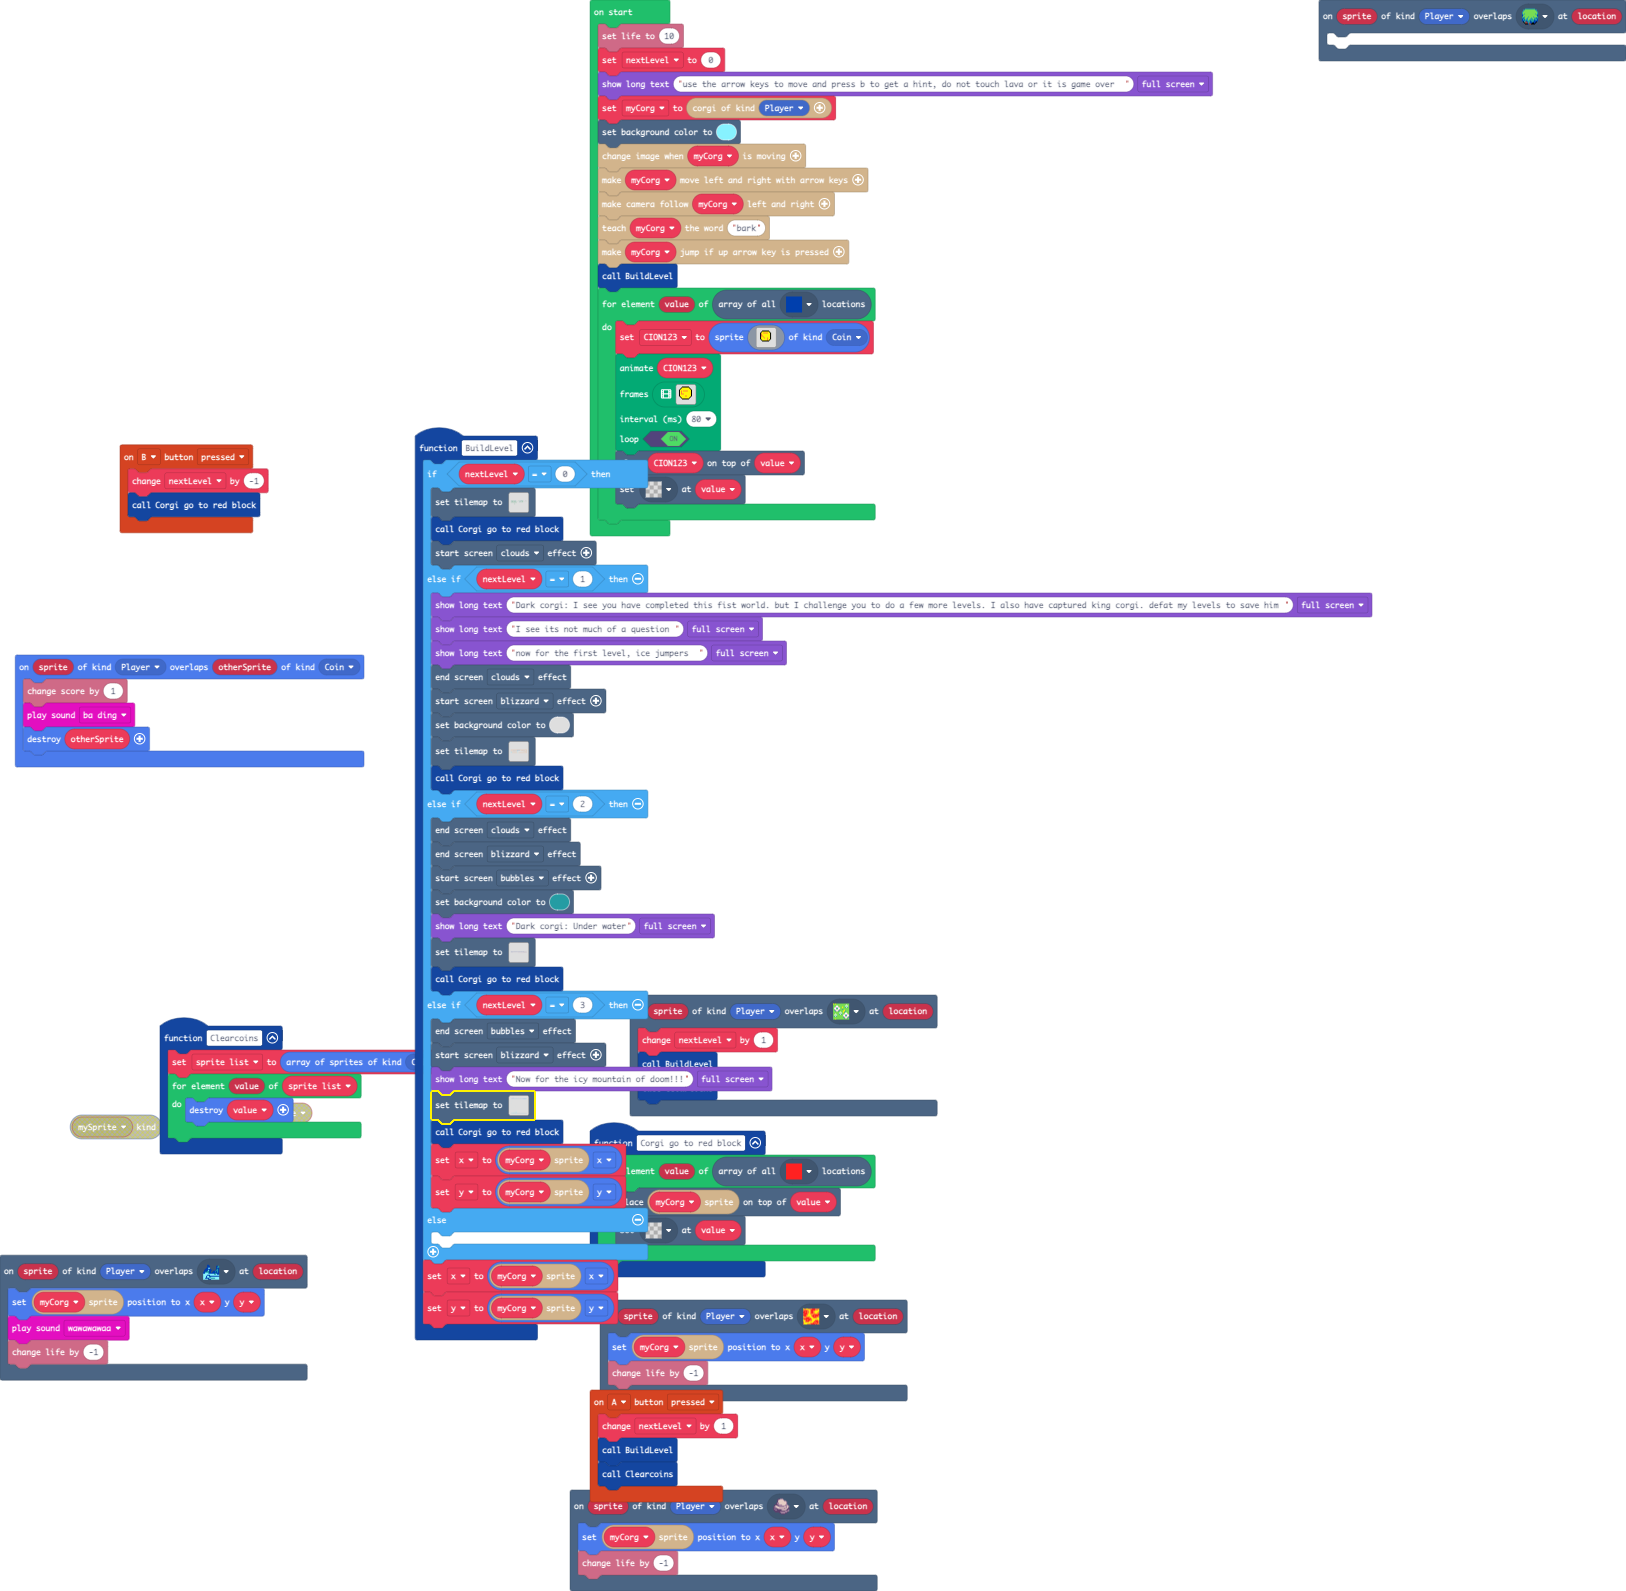 on start
set life to 10
set nextLevel to 0
show long text "use the arrow keys to move and press b to get a hint, do not touch lava or it is game over " full screen
set myCorg to corgi of kind Player
set background color to
change image when myCorg is moving
make myCorg move left and right with arrow keys
make camera follow myCorg left and right
teach myCorg the word "bark"
make myCorg jump if up arrow key is pressed
call BuildLevel
for element value of array of all locations
do
set CION123 to sprite of kind Coin
animate CION123
frames
interval (ms) 80
loop ON
CION123 on top of value
set at value
on sprite of kind Player overlaps at location
on B button pressed
change nextLevel by -1
call Corgi go to red block
on sprite of kind Player overlaps otherSprite of kind Coin
change score by 1
play sound ba ding
destroy otherSprite
function Clearcoins
set sprite list to array of sprites of kind
for element value of sprite list
do
destroy value
mySprite kind
on sprite of kind Player overlaps at location
set myCorg sprite position to x x y y
play sound wawawawaa
change life by -1
function BuildLevel
if nextLevel = 0 then
set tilemap to
call Corgi go to red block
start screen clouds effect
else if nextLevel = 1 then
show long text "Dark corgi: I see you have completed this fist world. but I challenge you to do a few more levels. I also have captured king corgi. defat my levels to save him " full screen
show long text "I see its not much of a question " full screen
show long text "now for the first level, ice jumpers " full screen
end screen clouds effect
start screen blizzard effect
set background color to
set tilemap to
call Corgi go to red block
else if nextLevel = 2 then
end screen clouds effect
end screen blizzard effect
start screen bubbles effect
set background color to
show long text "Dark corgi: Under water" full screen
set tilemap to
call Corgi go to red block
else if nextLevel = 3 then
end screen bubbles effect
start screen blizzard effect
show long text "Now for the icy mountain of doom!!!" full screen
set tilemap to
call Corgi go to red block
set x to myCorg sprite x
set y to myCorg sprite y
else
set x to myCorg sprite x
set y to myCorg sprite y
sprite of kind Player overlaps at location
change nextLevel by 1
call BuildLevel
function Corgi go to red block
element value of array of all locations
place myCorg sprite on top of value
at value
sprite of kind Player overlaps at location
set myCorg sprite position to x x y y
change life by -1
on A button pressed
change nextLevel by 1
call BuildLevel
call Clearcoins
on sprite of kind Player overlaps at location
set myCorg sprite position to x x y y
change life by -1